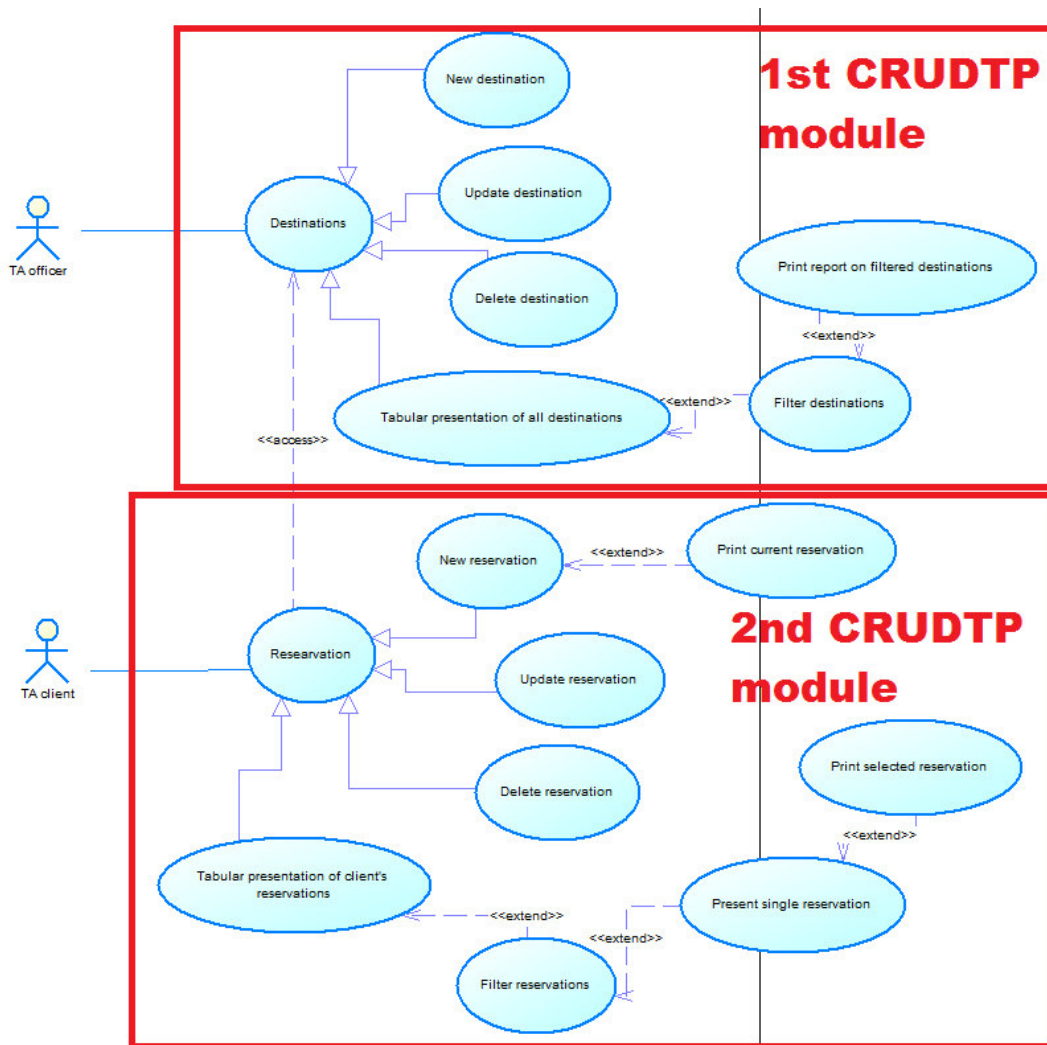 New destination
1st CRUDTP
module
Update destination
Destinations
TA officer
Print report on filtered destinations
Delete destination
<<extend>>
Tabular presentation of all destinations
<<extend>>
Filter destinations
<<access>>
New reservation
<<extend>>
Print current reservation
2nd CRUDTP
module
Researvation
TA client
Update reservation
Print selected reservation
Delete reservation
<<extend>>
Tabular presentation of client's
reservations
Present single reservation
<<extend>>
<<extend>>
Filter reservations